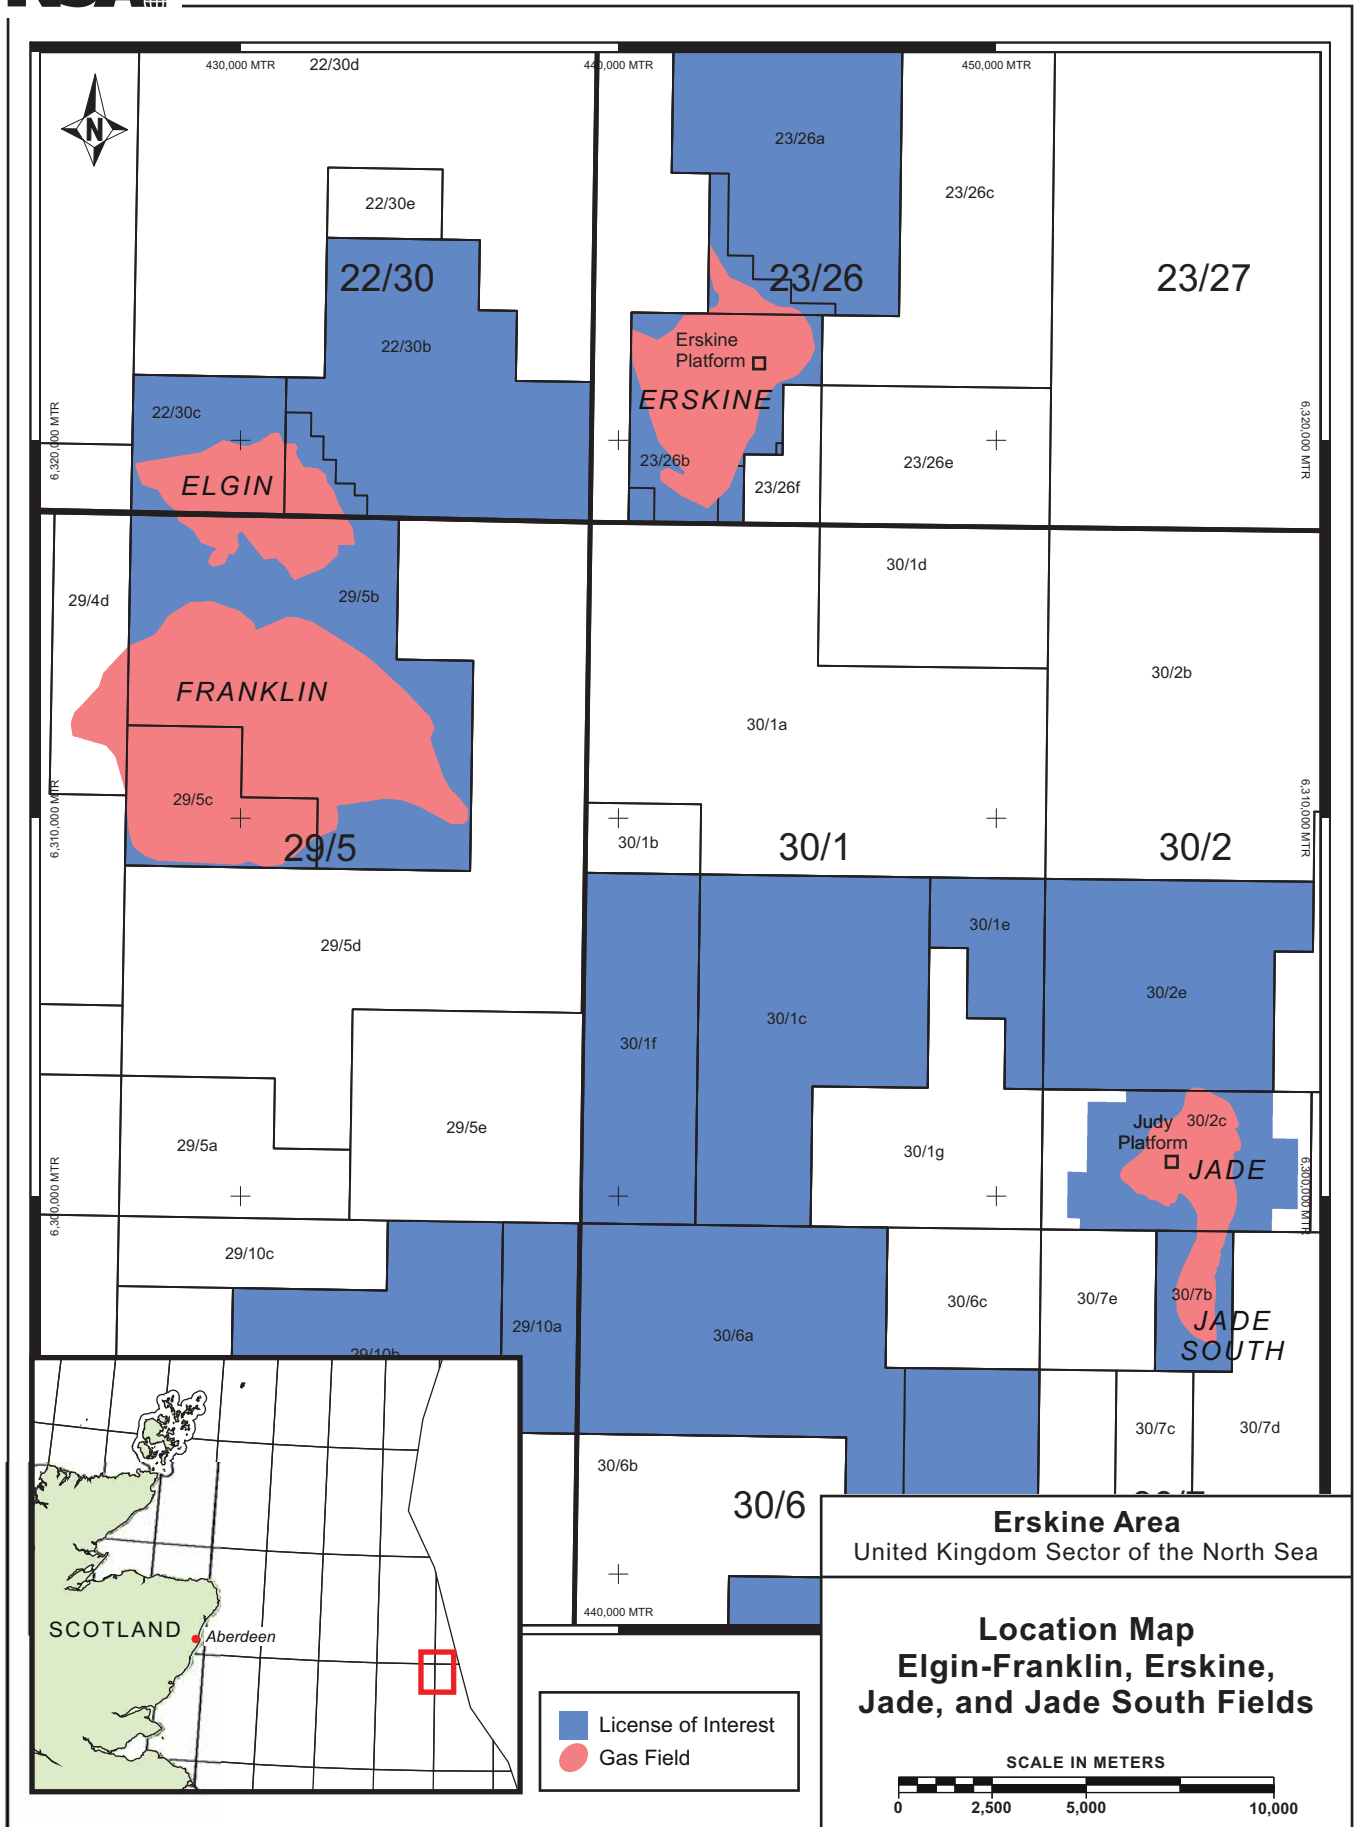 430,000 MTR
22/30d
440,000 MTR
450,000 MTR
N
23/26a
22/30e
23/26c
22/30
23/26
23/27
22/30b
Erskine
Platform
ERSKINE
22/30c
6,320,000 MTR
6,320,000 MTR
ELGIN
23/26b
23/26e
23/26f
30/1d
29/4d
29/5b
30/2b
FRANKLIN
30/1a
29/5c
6,310,000 MTR
6,310,000 MTR
29/5
30/1b
30/1
30/2
30/1e
29/5d
30/2e
30/1c
30/1f
29/5e
29/5a
30/1g
Judy
Platform
30/2c
JADE
6,300,000 MTR
6,300,000 MTR
29/10c
30/6c
30/7e
30/7b
29/10a
30/6a
JADE
SOUTH
29/10b
30/7c
30/7d
30/6b
30/6
440,000 MTR
SCOTLAND
Aberdeen
License of Interest
Gas Field
Erskine Area
United Kingdom Sector of the North Sea
Location Map
Elgin-Franklin, Erskine,
Jade, and Jade South Fields
SCALE IN METERS
0 2,500 5,000 10,000